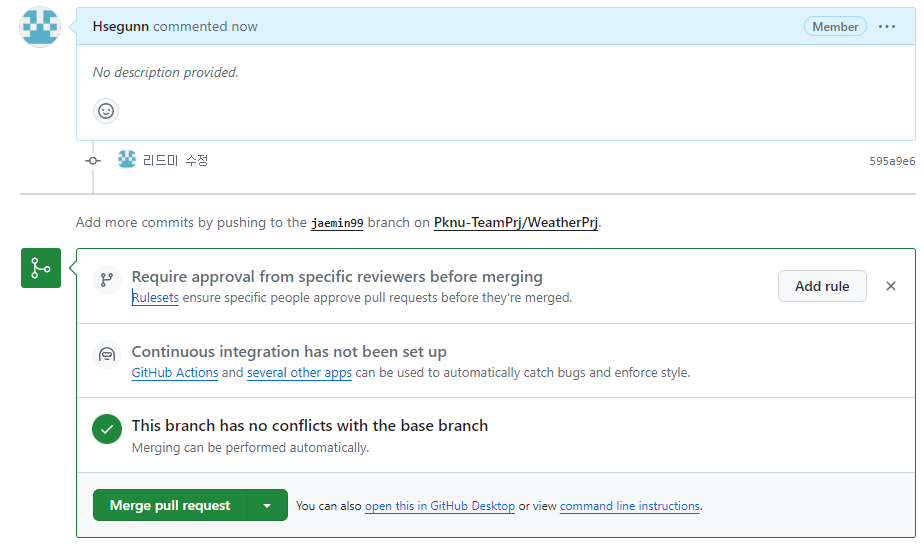 Hsegunn commented now Member
No description provided.
리드미 수정 595a9e6
Add more commits by pushing to the jaemin99 branch on Pknu-TeamPrj/WeatherPrj.
Require approval from specific reviewers before merging
Rulesets ensure specific people approve pull requests before they're merged.
Add rule
Continuous integration has not been set up
GitHub Actions and several other apps can be used to automatically catch bugs and enforce style.
This branch has no conflicts with the base branch
Merging can be performed automatically.
Merge pull request You can also open this in GitHub Desktop or view command line instructions.